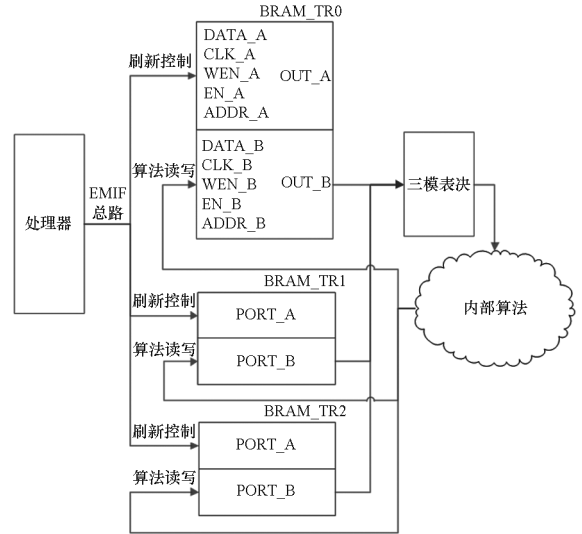 BRAM_TR0
DATA_A
CLK_A
WEN_A
EN_A
ADDR_A
OUT_A
刷新控制
DATA_B
CLK_B
WEN_B
EN_B
ADDR_B
OUT_B
算法读写
三模表决
处理器
EMIF
总路
内部算法
BRAM_TR1
刷新控制
PORT_A
算法读写
PORT_B
BRAM_TR2
刷新控制
PORT_A
算法读写
PORT_B